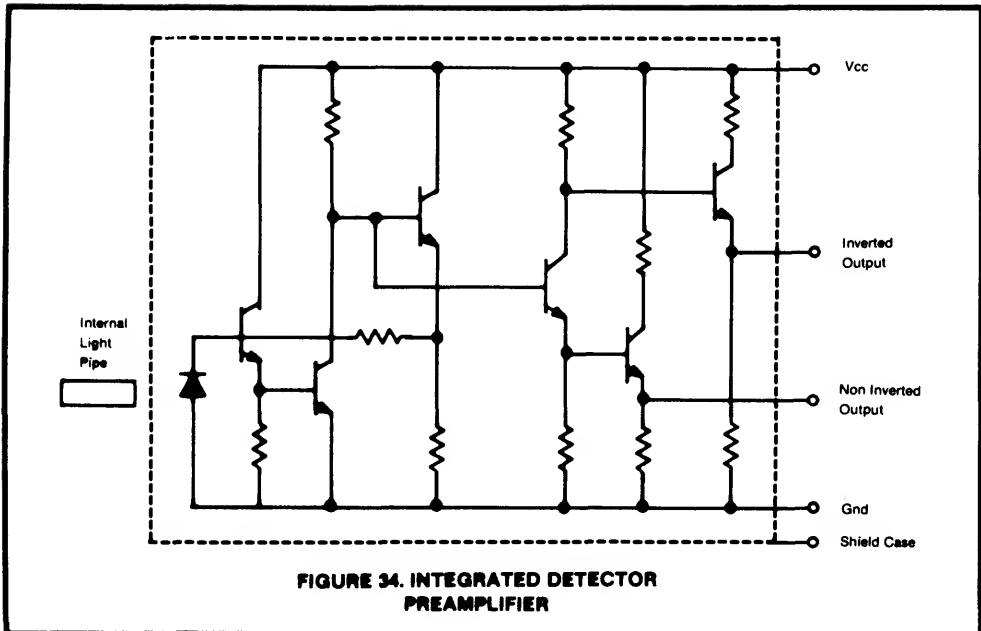 Vcc
Inverted
Output
Internal
Light
Pipe
Non Inverted
Output
Gnd
Shield Case
FIGURE 34. INTEGRATED DETECTOR
PREAMPLIFIER